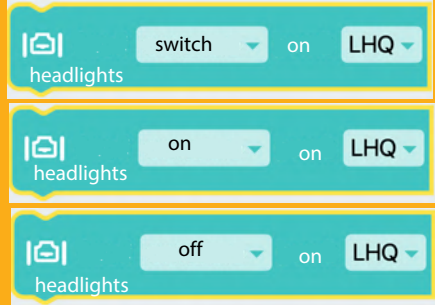 switch on LHQ
headlights
on on LHQ
headlights
off on LHQ
headlights